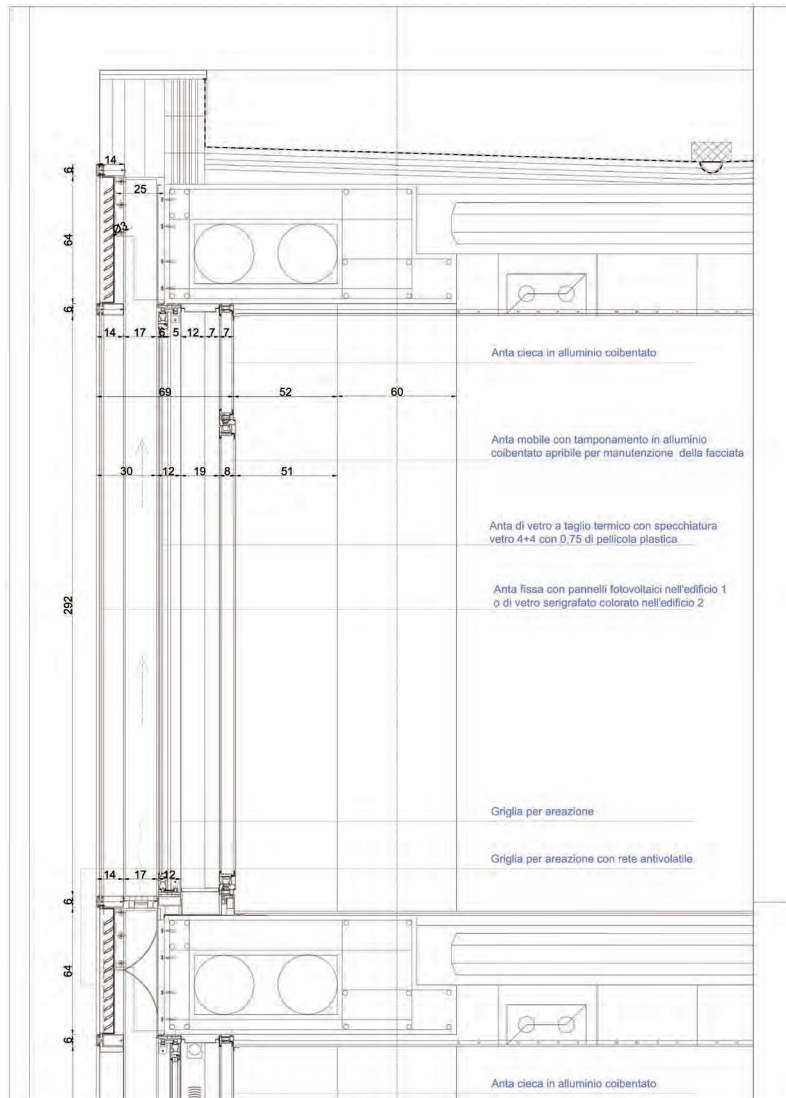 14
6
25
Ø3
64
6
14 17 6 5 12 7 7
Anta cieca in alluminio coibentato
69 52 60
Anta mobile con tamponamento in alluminio
coibentato apribile per manutenzione della facciata
30 12 19 8 51
Anta di vetro a taglio termico con specchiatura
vetro 4+4 con 0,75 di pellicola plastica
Anta fissa con pannelli fotovoltaici nell'edificio 1
o di vetro serigrafato colorato nell'edificio 2
292
Griglia per areazione
Griglia per areazione con rete antivolatile
14 17 12
6
64
6
Anta cieca in alluminio coibentato